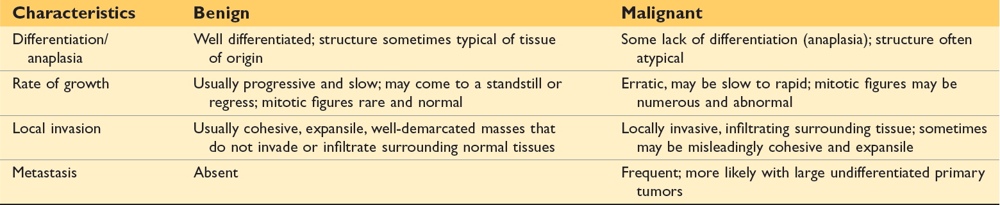 Characteristics Benign Malignant
Differentiation/ Well differentiated; structure sometimes typical of tissue Some lack of differentiation (anaplasia); structure often
anaplasia of origin atypical
Rate of growth Usually progressive and slow; may come to a standstill or Erratic, may be slow to rapid; mitotic figures may be
regress; mitotic figures rare and normal numerous and abnormal
Local invasion Usually cohesive, expansile, well-demarcated masses that Locally invasive, infiltrating surrounding tissue; sometimes
do not invade or infiltrate surrounding normal tissues may be misleadingly cohesive and expansile
Metastasis Absent Frequent; more likely with large undifferentiated primary
tumors